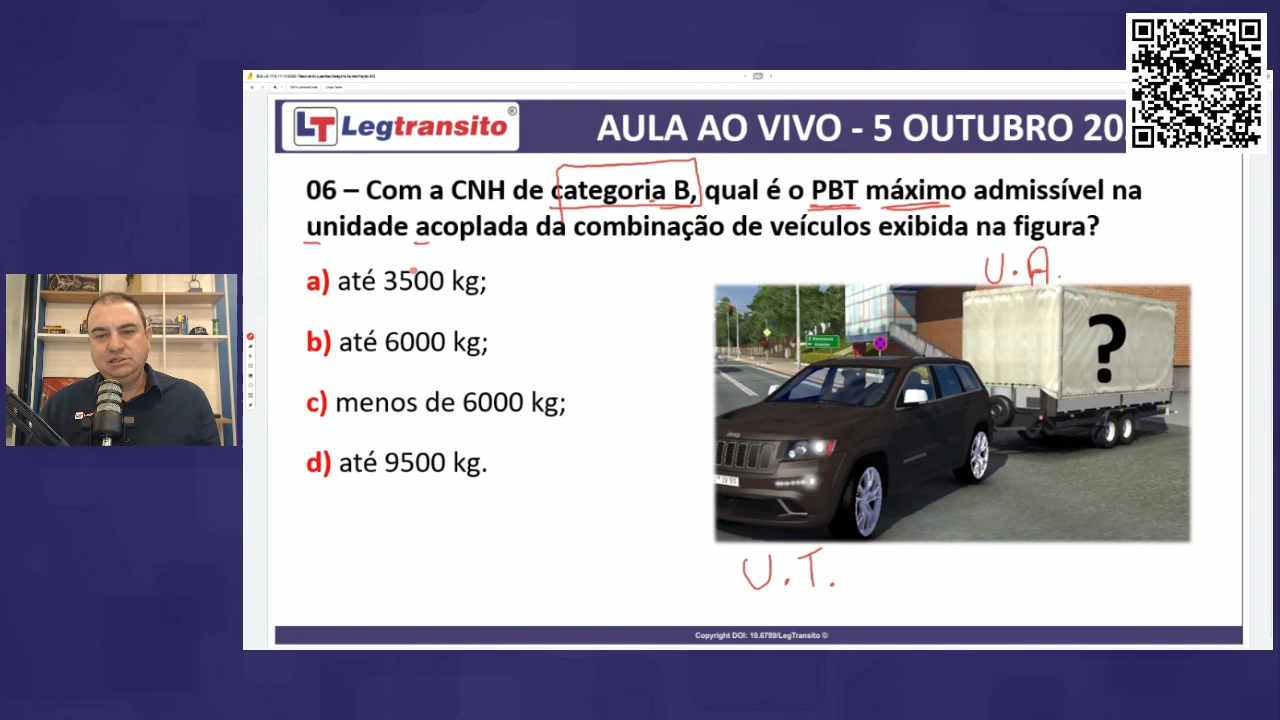 LT Legtransito ®
AULA AO VIVO - 5 OUTUBRO 20
06 – Com a CNH de categoria B, qual é o PBT máximo admissível na
unidade acoplada da combinação de veículos exibida na figura?
U.A.
a) até 3500 kg;
b) até 6000 kg;
c) menos de 6000 kg;
d) até 9500 kg.
?
U.T.
Copyright DOI: 10.6789/LegTransito ©